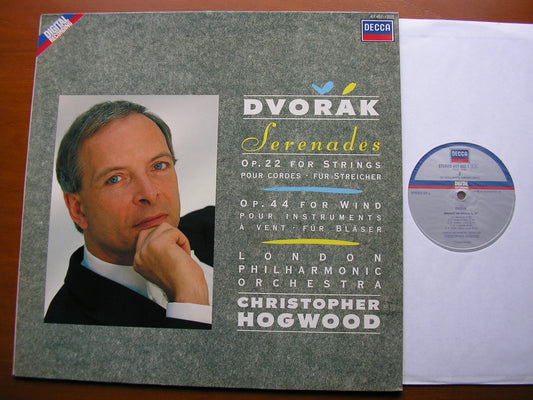 DIGITAL
RECORDING
DECCA
DVOŘÁK
Serenades
OP. 22 FOR STRINGS
POUR CORDES · FÜR STREICHER
OP. 44 FOR WIND
POUR INSTRUMENTS
À VENT · FÜR BLÄSER
LONDON
PHILHARMONIC
ORCHESTRA
CHRISTOPHER
HOGWOOD
DECCA